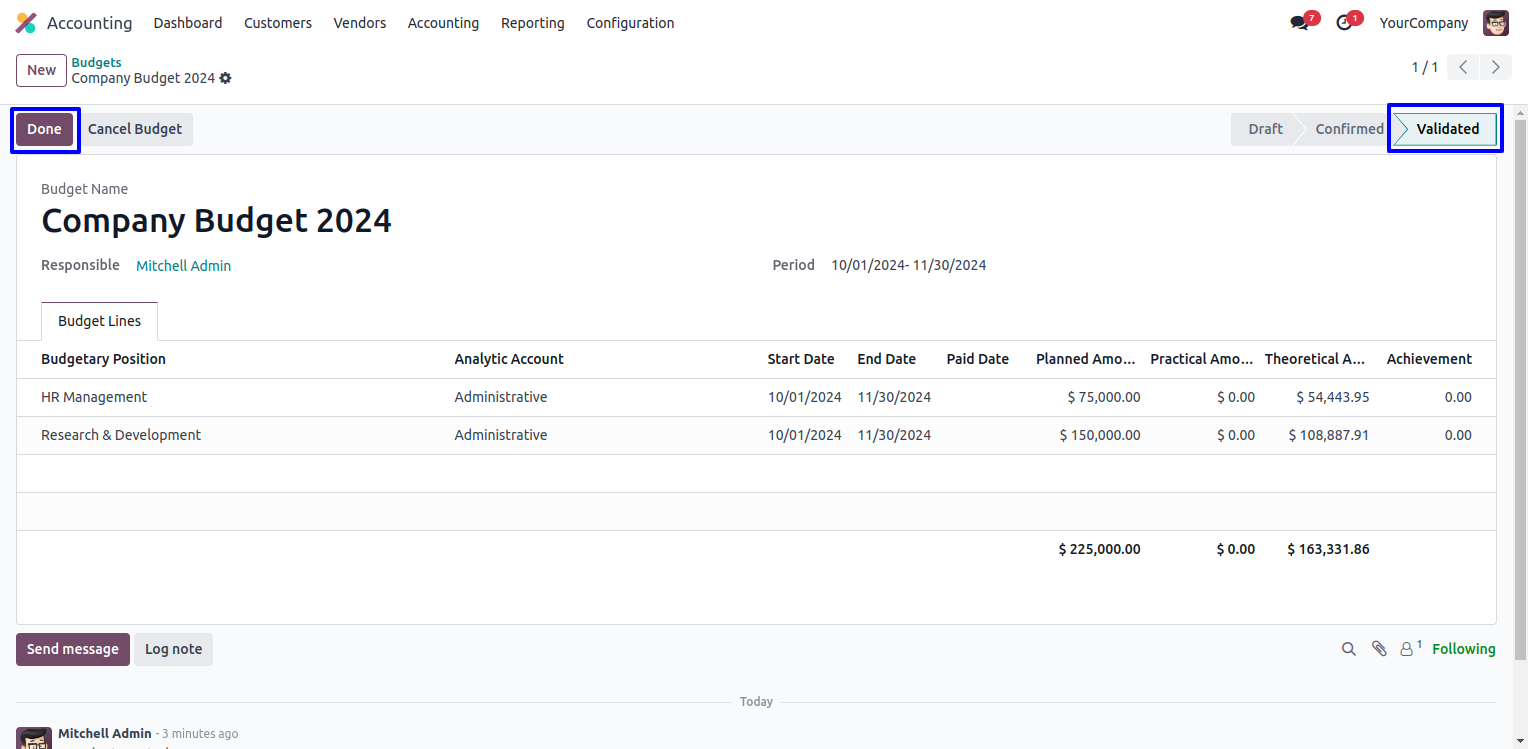 Accounting Dashboard Customers Vendors Accounting Reporting Configuration 7 1 YourCompany
New Budgets
Company Budget 2024 1 / 1
Done Cancel Budget Draft Confirmed Validated
Budget Name
Company Budget 2024
Responsible Mitchell Admin Period 10/01/2024- 11/30/2024
Budget Lines
Budgetary Position Analytic Account Start Date End Date Paid Date Planned Amo... Practical Amo... Theoretical A... Achievement
HR Management Administrative 10/01/2024 11/30/2024 $ 75,000.00 $ 0.00 $ 54,443.95 0.00
Research & Development Administrative 10/01/2024 11/30/2024 $ 150,000.00 $ 0.00 $ 108,887.91 0.00
$ 225,000.00 $ 0.00 $ 163,331.86
Send message Log note 1 Following
Today
Mitchell Admin - 3 minutes ago